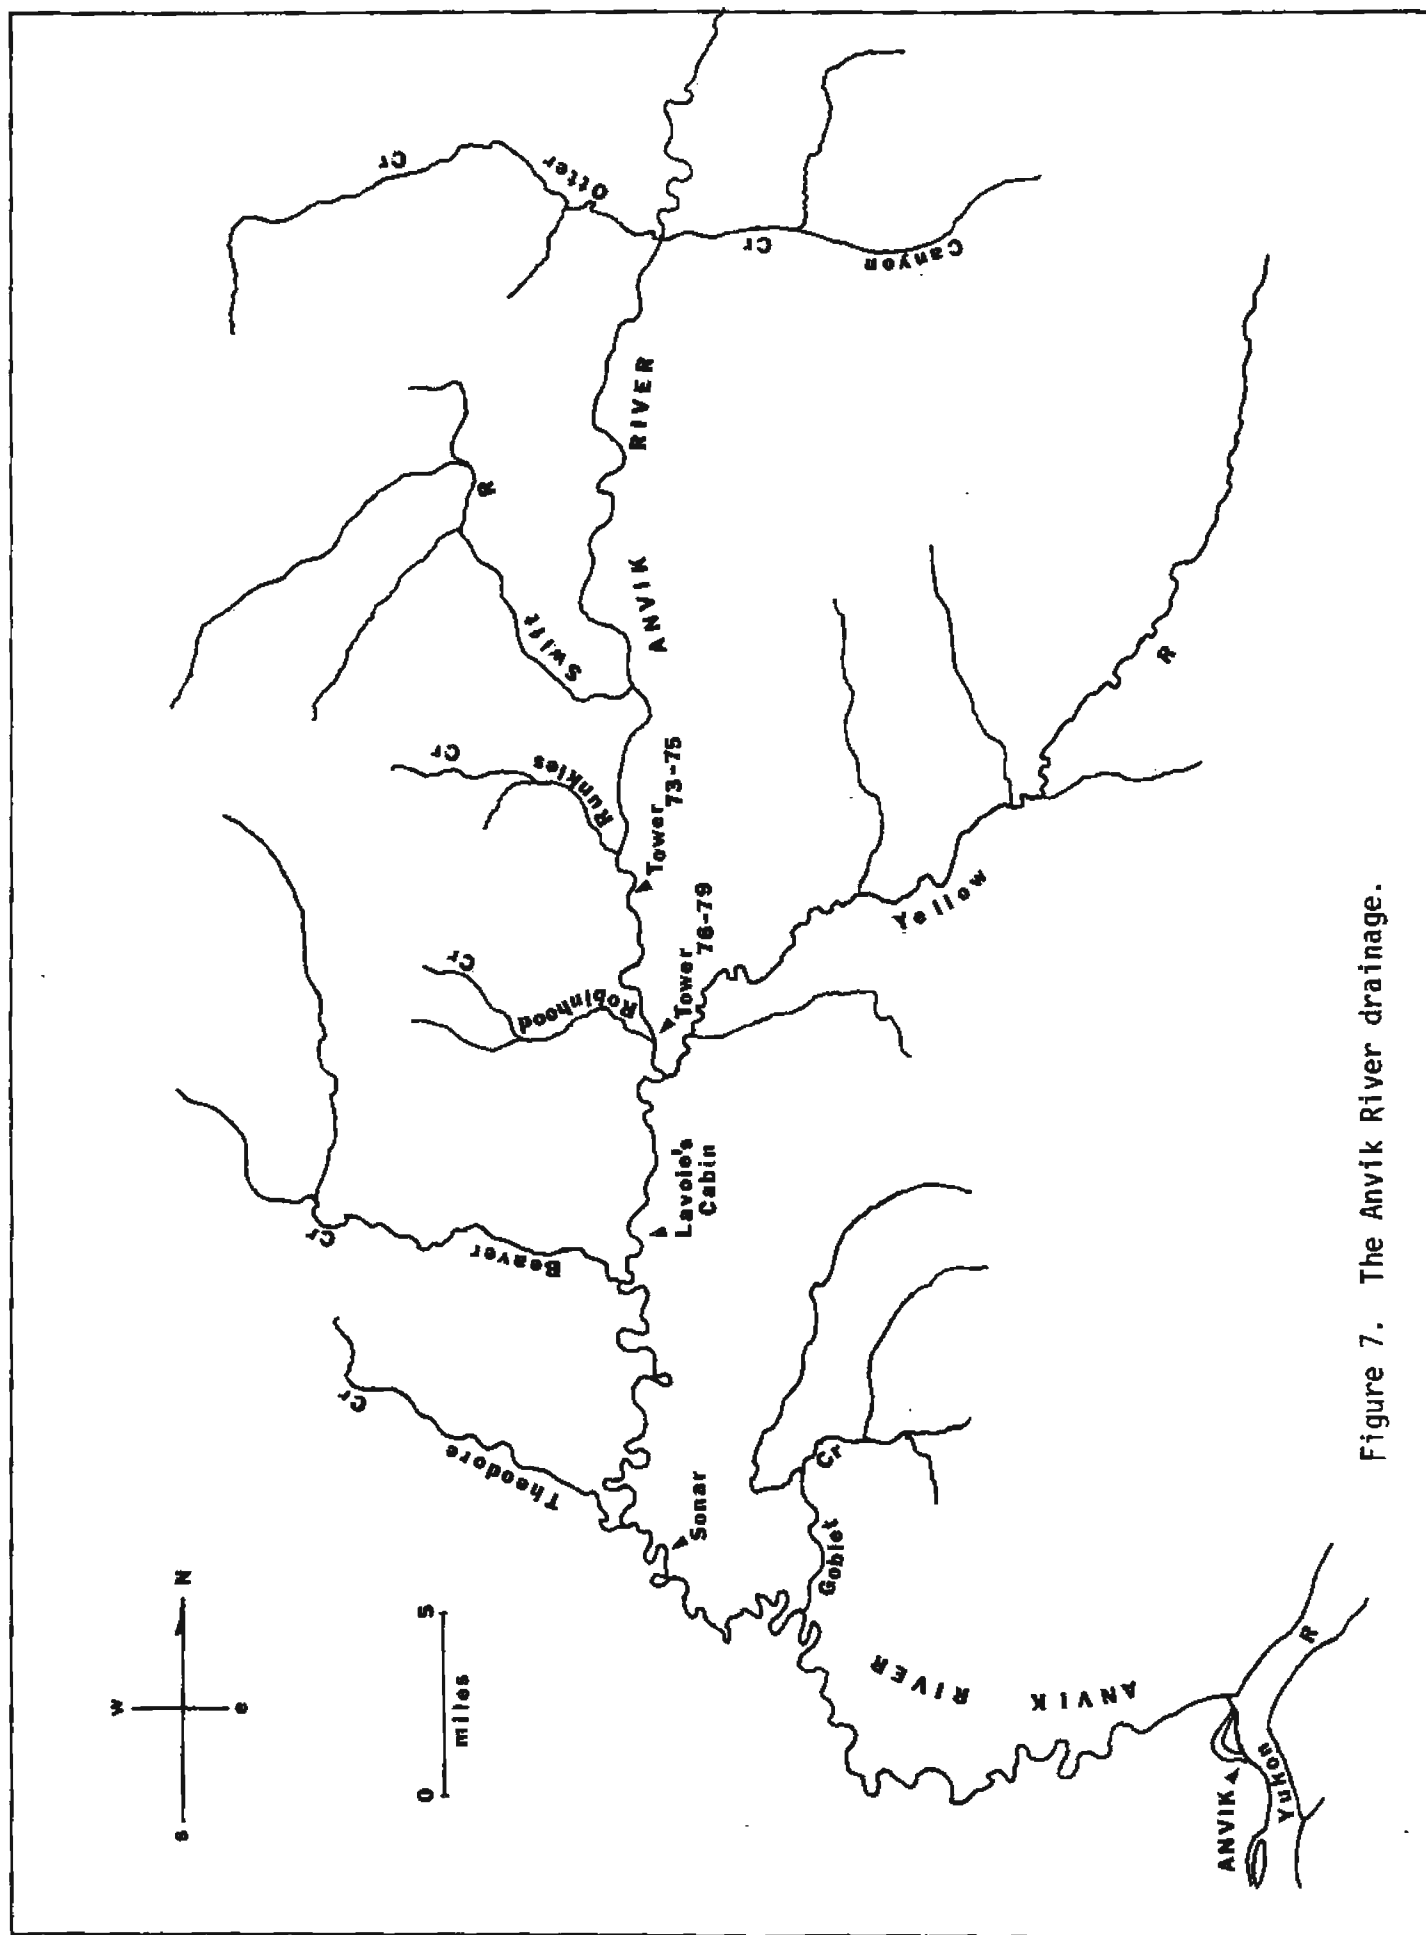 w
s N
e
0 5
miles
Theodore Cr
Beaver Cr
Robinhood Cr
Runkles Cr
Swift R
Otter Cr
Canyon Cr
ANVIK RIVER
Tower
73-75
Tower
76-79
Lavoie's
Cabin
Sonar
Yellow R
Goblet Cr
ANVIK RIVER
ANVIK
Yukon R
Figure 7. The Anvik River drainage.